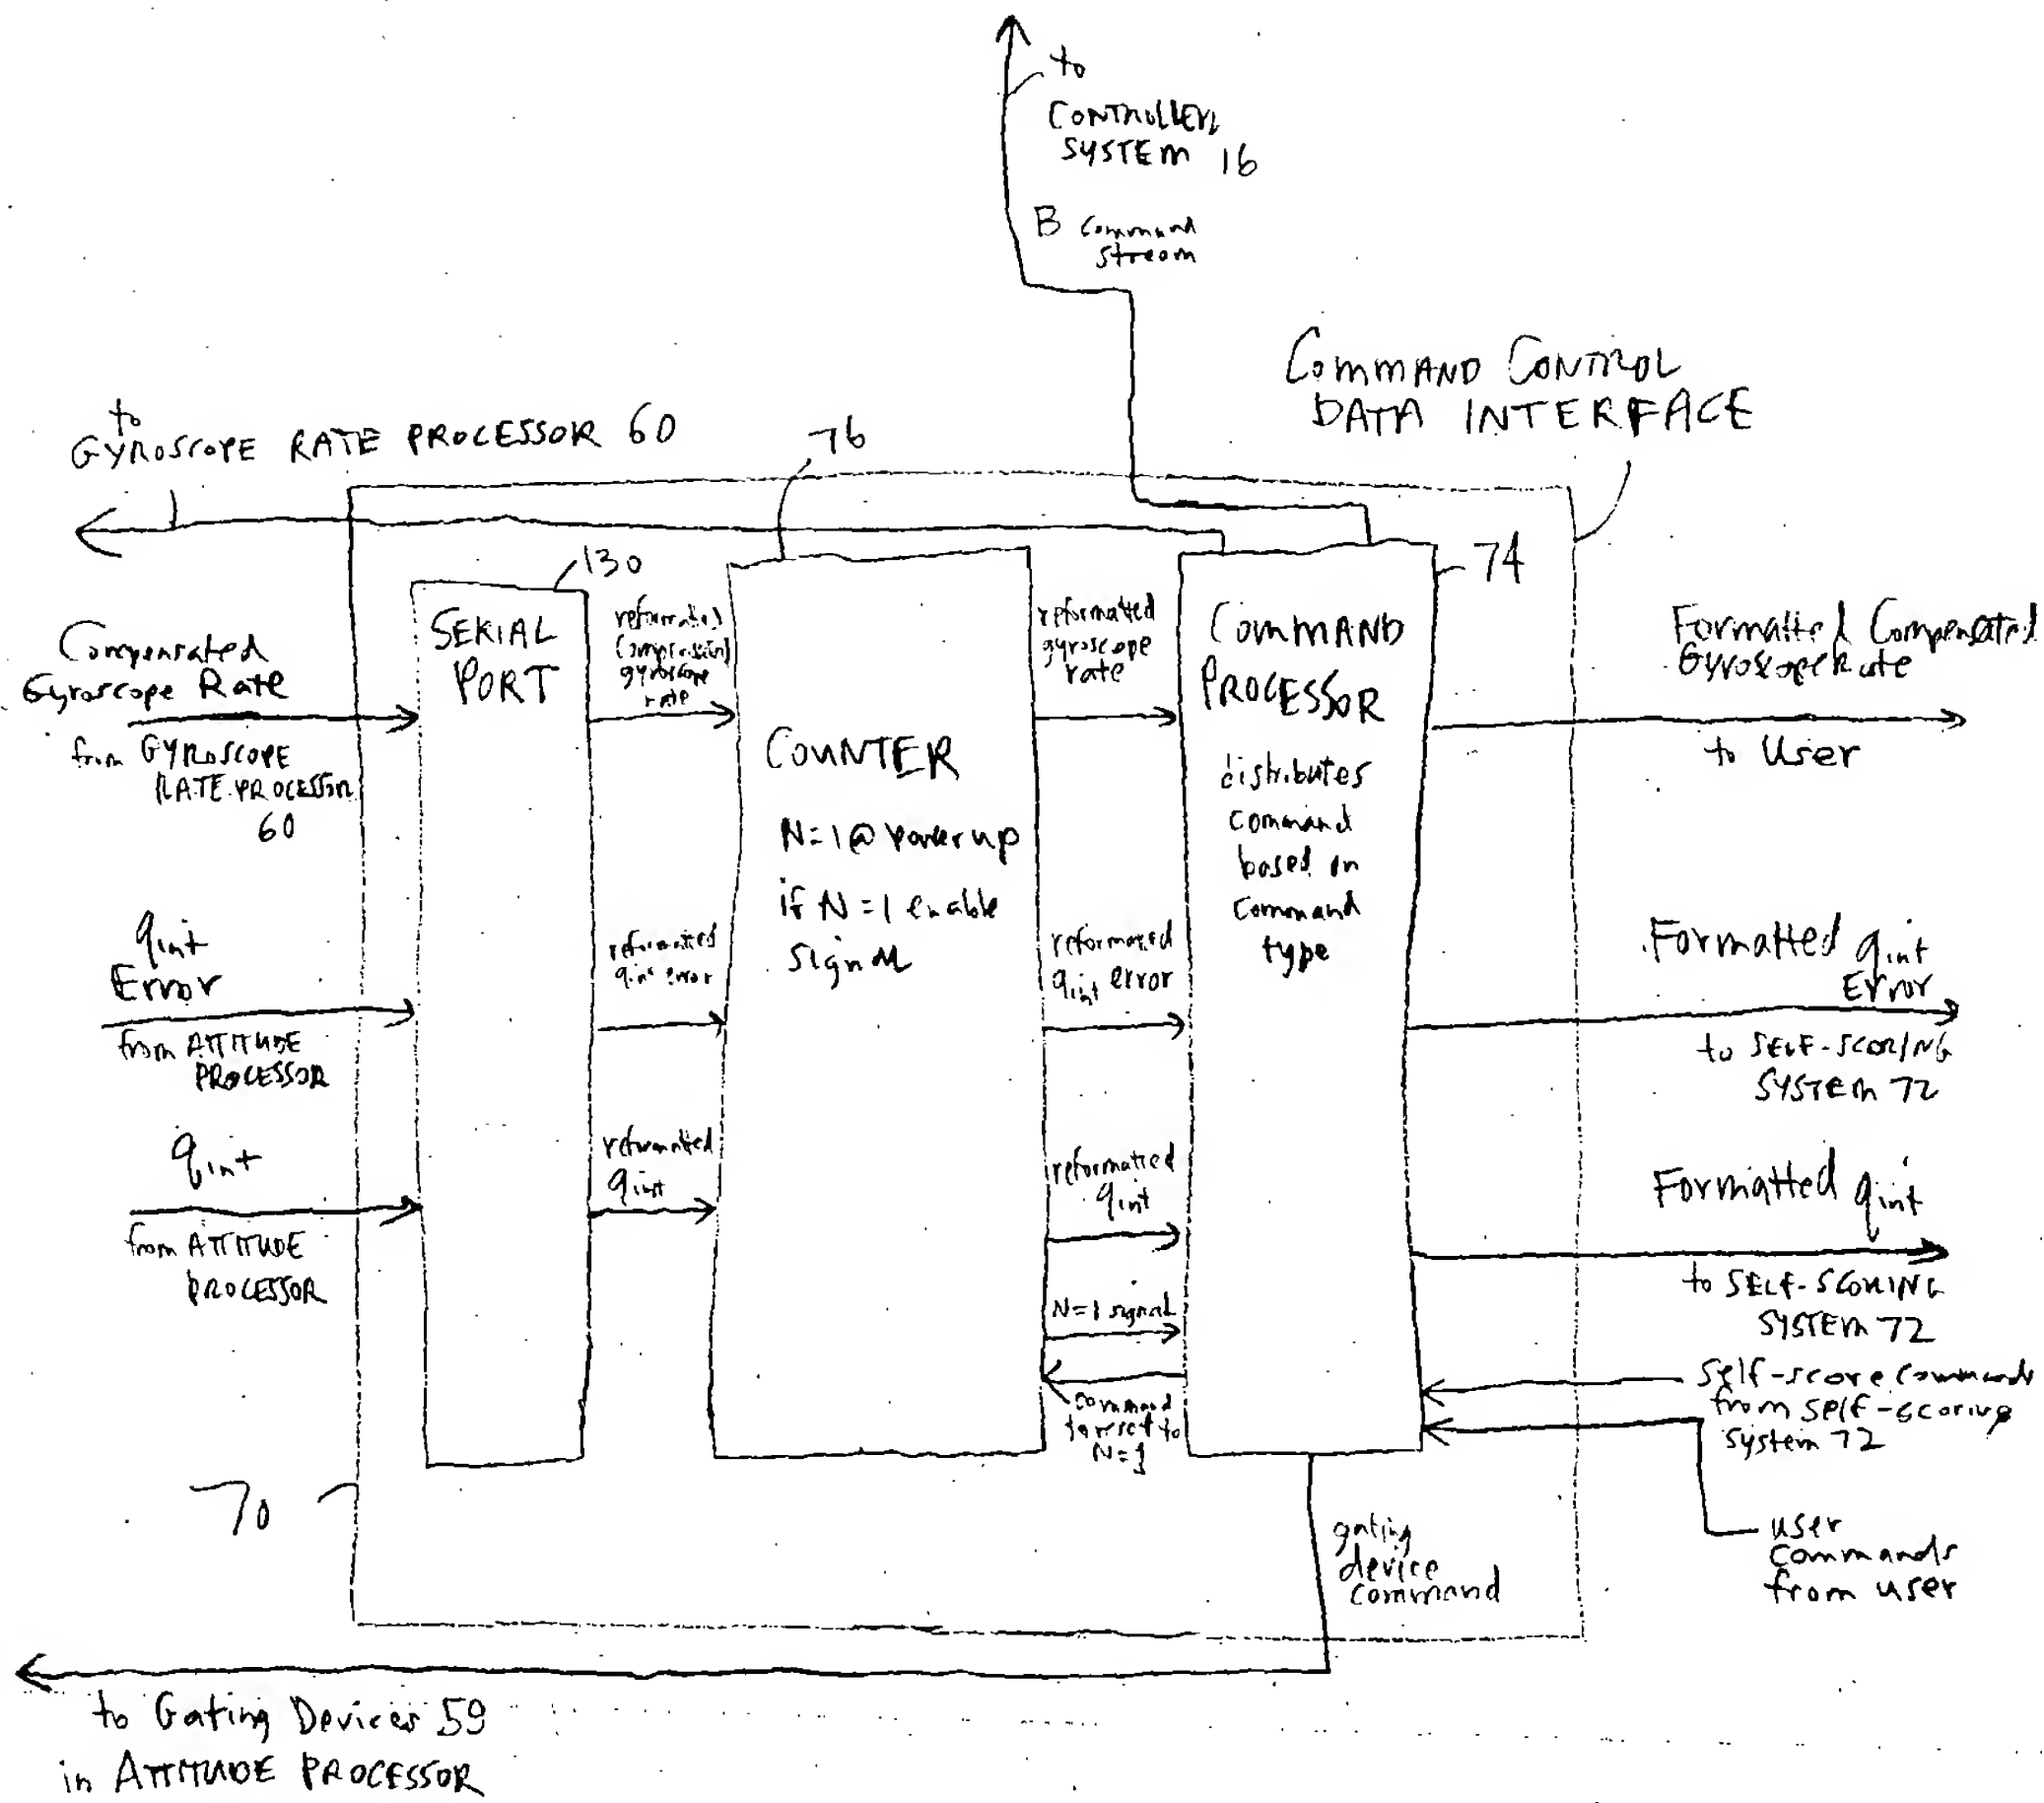 to
CONTROLLER
SYSTEM 16
B command
stream
COMMAND CONTROL
DATA INTERFACE
to
GYROSCOPE RATE PROCESSOR 60
76
130
74
SERIAL
PORT
reformatted
gyroscope
rate
COUNTER
N=1 @ power up
if N=1 enable
signal
reformatted
gyroscope
rate
COMMAND
PROCESSOR
distributes
command
based on
command
type
Compensated
Gyroscope Rate
from GYROSCOPE
RATE PROCESSOR
60
Formatted Compensated
Gyroscope Rate
to User
qint
Error
from ATTITUDE
PROCESSOR
reformatted
qint error
reformatted
qint error
Formatted qint
Error
to SELF-SCORING
SYSTEM 72
qint
from ATTITUDE
PROCESSOR
reformatted
qint
reformatted
qint
Formatted qint
to SELF-SCORING
SYSTEM 72
N=1 signal
command
to reset to
N=1
self-score commands
from self-scoring
system 72
user
commands
from user
70
gating
device
command
to Gating Devices 59
in ATTITUDE PROCESSOR